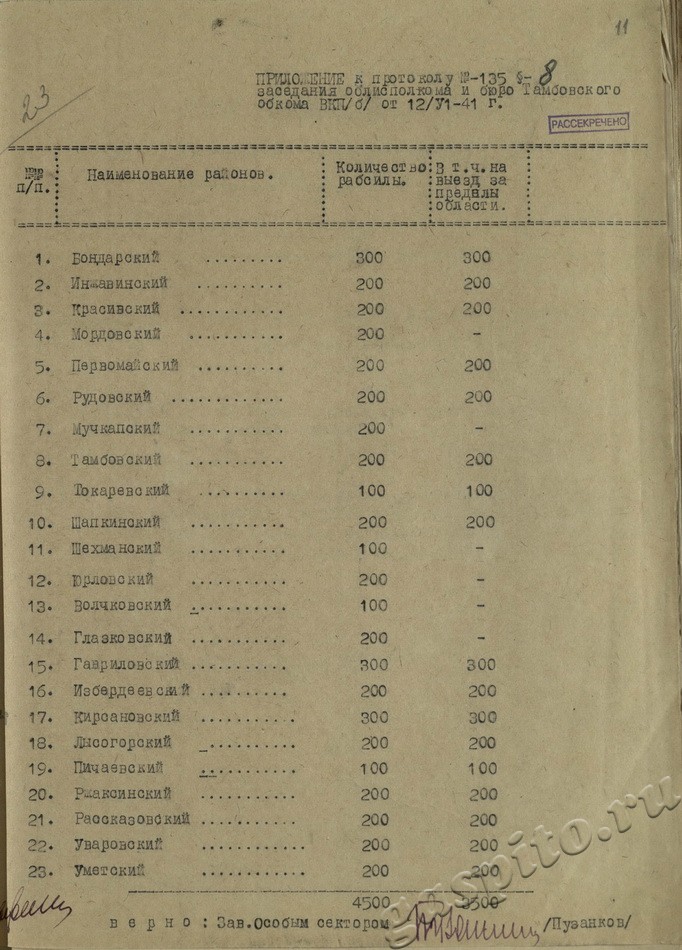 11
23
ПРИЛОЖЕНИЕ к протоколу №-135 §- 8
заседания облисполкома и бюро Тамбовского
обкома ВКП/б/ от 12/У1-41 г.
РАССЕКРЕЧЕНО
№№ п/п. Наименование районов. Количество рабсилы. В т.ч. на выезд за пределы области.
1. Бондарский ......... 300 300
2. Инжавинский .......... 200 200
3. Красивский ............ 200 200
4. Мордовский ........... 200 -
5. Первомайский .......... 200 200
6. Рудовский ............. 200 200
7. Мучкапский ........... 200 -
8. Тамбовский ........... 200 200
9. Токаревский .......... 100 100
10. Шапкинский ........... 200 200
11. Шехманский ........... 100 -
12. Юрловский ........... 200 -
13. Волчковский ........... 100 -
14. Глазковский ........... 200 -
15. Гавриловский ........... 300 300
16. Избердеевский .......... 200 200
17. Кирсановский ........... 300 300
18. Лысогорский ........... 200 200
19. Пичаевский ........... 100 100
20. Ржаксинский ........... 200 200
21. Рассказовский ........... 200 200
22. Уваровский ............ 200 200
23. Уметский ........... 200 200
4500 3500
верно: Зав.Особым сектором /Пузанков/
gaspito.ru